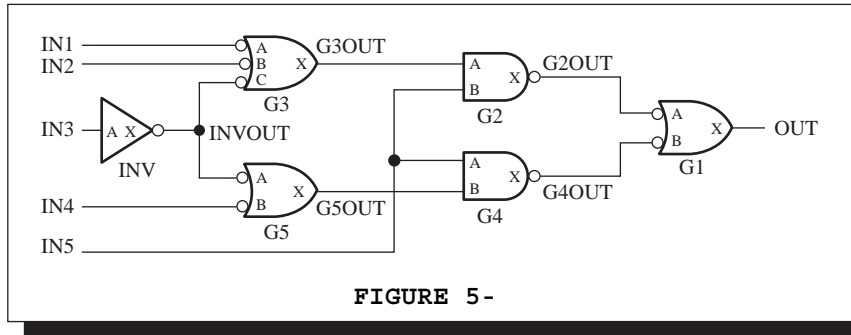 IN1
A
G3OUT
IN2
B
X
A
C
X
G2OUT
G3
B
G2
A
X
OUT
IN3
A X
INVOUT
B
INV
G1
A
A
X
X
IN4
B
G5OUT
B
G4OUT
G5
G4
IN5
FIGURE 5-